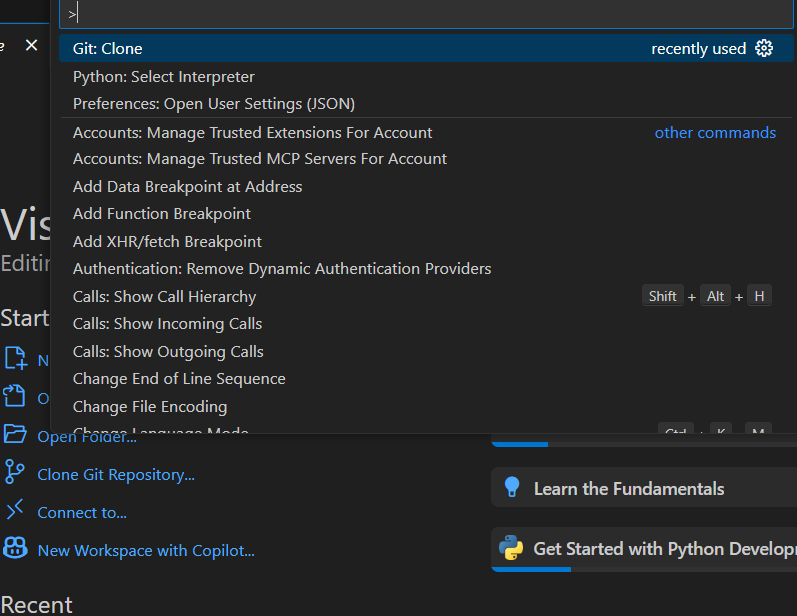 >
Git: Clone recently used
Python: Select Interpreter
Preferences: Open User Settings (JSON)
Accounts: Manage Trusted Extensions For Account other commands
Accounts: Manage Trusted MCP Servers For Account
Add Data Breakpoint at Address
Add Function Breakpoint
Add XHR/fetch Breakpoint
Authentication: Remove Dynamic Authentication Providers
Calls: Show Call Hierarchy Shift + Alt + H
Calls: Show Incoming Calls
Calls: Show Outgoing Calls
Change End of Line Sequence
Change File Encoding
Change Language Mode Ctrl + K M
Vis
Editin
Start
N
O
Open Folder...
Clone Git Repository...
Connect to...
New Workspace with Copilot...
Recent
Learn the Fundamentals
Get Started with Python Develop